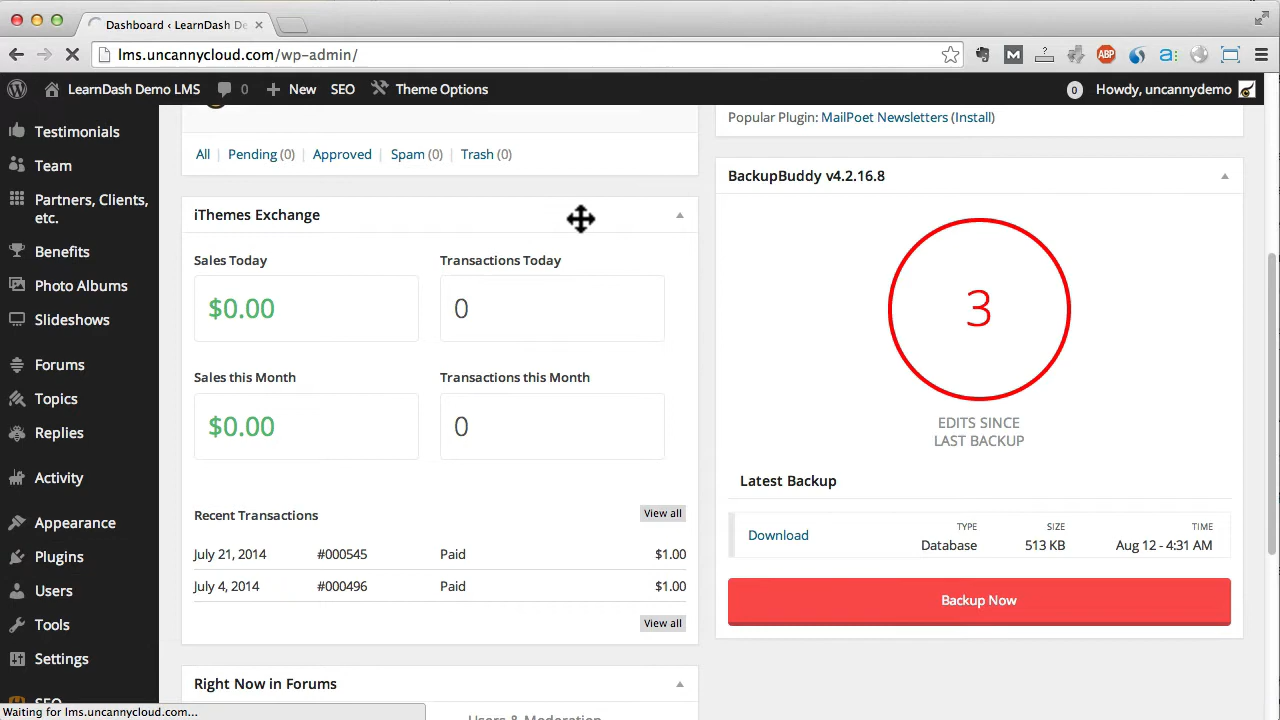 Dashboard ‹ LearnDash De
lms.uncannycloud.com/wp-admin/
LearnDash Demo LMS 0 New SEO Theme Options 0 Howdy, uncannydemo
Testimonials
Team
Partners, Clients,
etc.
Benefits
Photo Albums
Slideshows
Forums
Topics
Replies
Activity
Appearance
Plugins
Users
Tools
Settings
SEO
All | Pending (0) | Approved | Spam (0) | Trash (0)
iThemes Exchange
Sales Today Transactions Today
$0.00 0
Sales this Month Transactions this Month
$0.00 0
Recent Transactions View all
July 21, 2014 #000545 Paid $1.00
July 4, 2014 #000496 Paid $1.00
View all
Right Now in Forums
Users & Moderation
Popular Plugin: MailPoet Newsletters (Install)
BackupBuddy v4.2.16.8
3
EDITS SINCE
LAST BACKUP
Latest Backup
TYPE SIZE TIME
Download Database 513 KB Aug 12 - 4:31 AM
Backup Now
Waiting for lms.uncannycloud.com...
M
?
ABP
a: